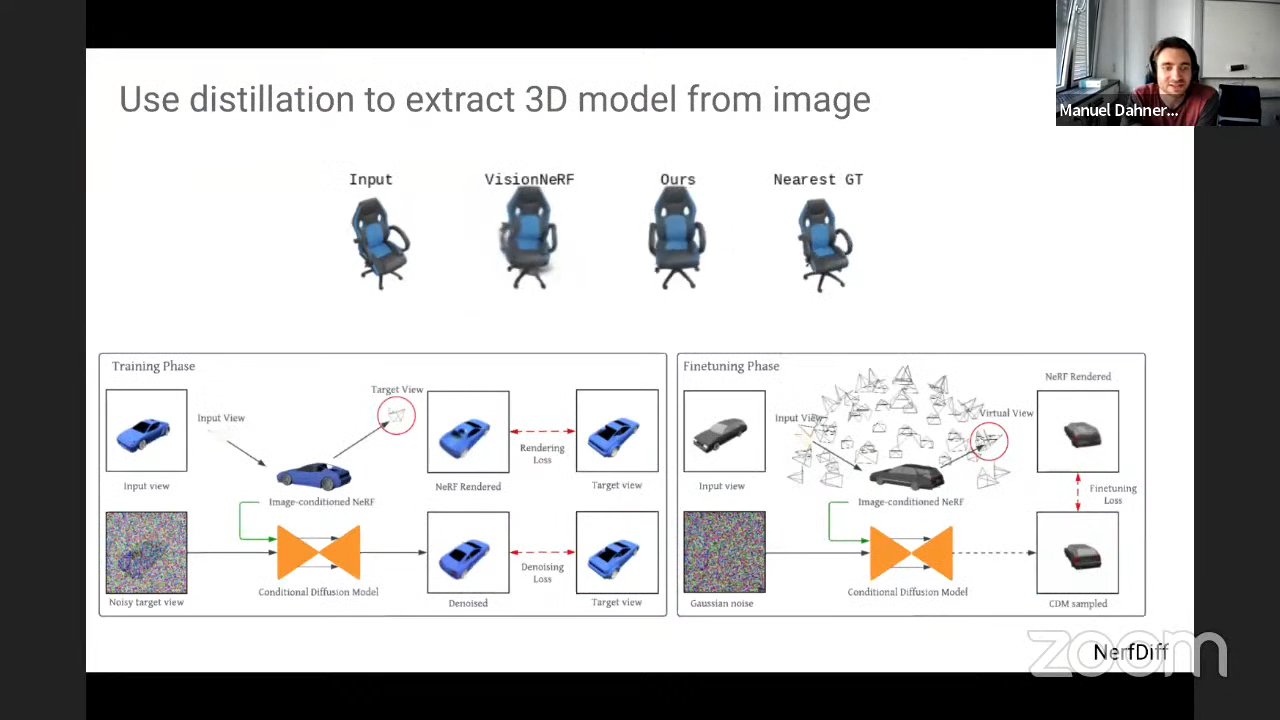 Use distillation to extract 3D model from image
Manuel Dahner...
Input
VisionNeRF
Ours
Nearest GT
Training Phase
Input View
Target View
Input view
Image-conditioned NeRF
NeRF Rendered
Rendering
Loss
Target view
Noisy target view
Conditional Diffusion Model
Denoised
Denoising
Loss
Target view
Finetuning Phase
Input View
Virtual View
NeRF Rendered
Input view
Image-conditioned NeRF
Finetuning
Loss
Gaussian noise
Conditional Diffusion Model
CDM sampled
NerfDiff
zoom